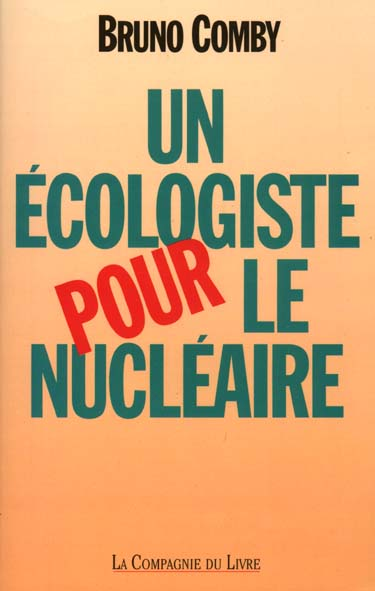 BRUNO COMBY
UN
ÉCOLOGISTE
POUR LE
NUCLÉAIRE
LA COMPAGNIE DU LIVRE